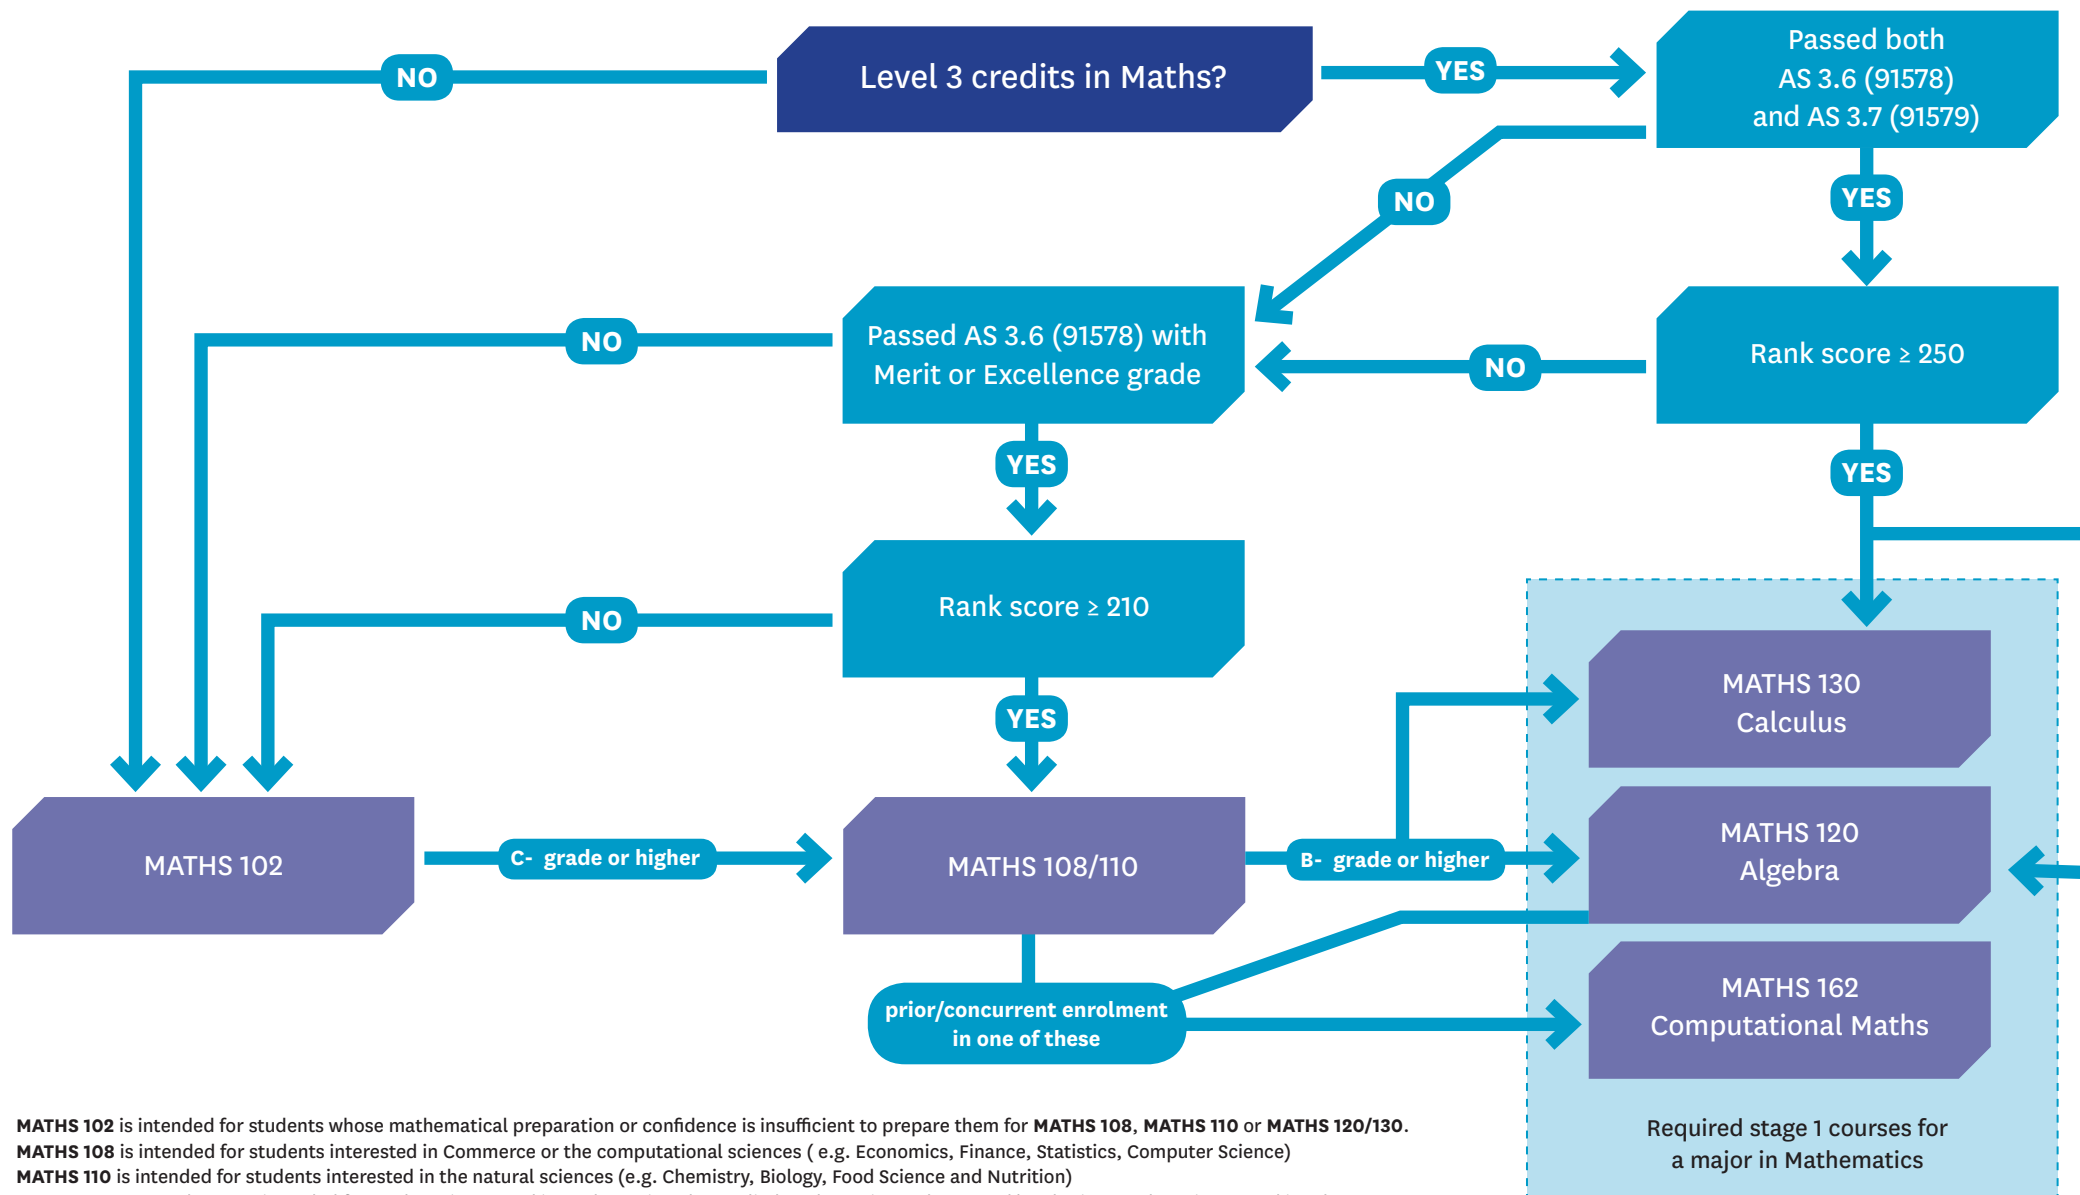 NO
Level 3 credits in Maths?
YES
Passed both
AS 3.6 (91578)
and AS 3.7 (91579)
NO
YES
NO
Passed AS 3.6 (91578) with
Merit or Excellence grade
NO
Rank score ≥ 250
YES
YES
NO
Rank score ≥ 210
YES
MATHS 130
Calculus
MATHS 102
C- grade or higher
MATHS 108/110
B- grade or higher
MATHS 120
Algebra
prior/concurrent enrolment
in one of these
MATHS 162
Computational Maths
MATHS 102 is intended for students whose mathematical preparation or confidence is insufficient to prepare them for MATHS 108, MATHS 110 or MATHS 120/130.
MATHS 108 is intended for students interested in Commerce or the computational sciences ( e.g. Economics, Finance, Statistics, Computer Science)
MATHS 110 is intended for students interested in the natural sciences (e.g. Chemistry, Biology, Food Science and Nutrition)
Required stage 1 courses for
a major in Mathematics